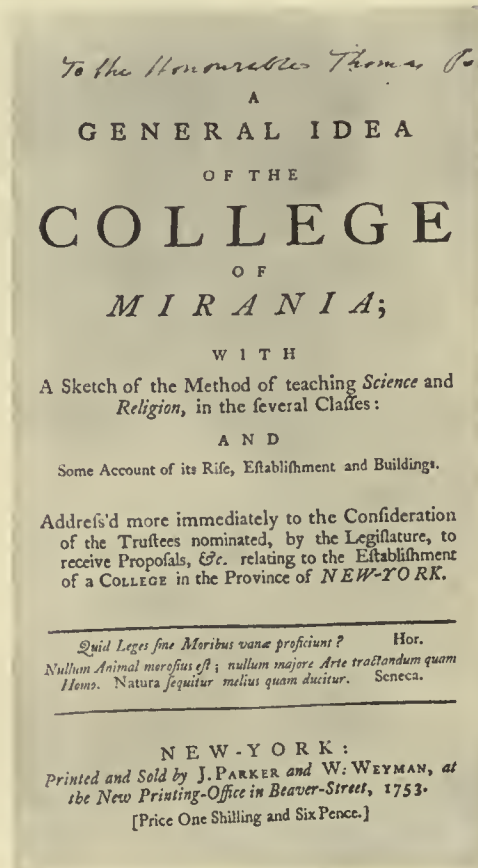 To the Honourable Thomas
A
GENERAL IDEA
OF THE
COLLEGE
OF
MIRANIA;
WITH
A Sketch of the Method of teaching Science and
Religion, in the ſeveral Claſſes:
AND
Some Account of its Riſe, Eſtabliſhment and Buildings.
Addreſs'd more immediately to the Conſideration
of the Truſtees nominated, by the Legiſlature, to
receive Propoſals, &c. relating to the Eſtabliſhment
of a COLLEGE in the Province of NEW-YORK.
Quid Leges ſine Moribus vanæ proficiunt? Hor.
Nullum Animal moroſius eſt; nullum majore Arte tractandum quam
Homo. Natura ſequitur melius quam ducitur. Seneca.
NEW-YORK:
Printed and Sold by J. PARKER and W. WEYMAN, at
the New Printing-Office in Beaver-Street, 1753.
[Price One Shilling and Six Pence.]